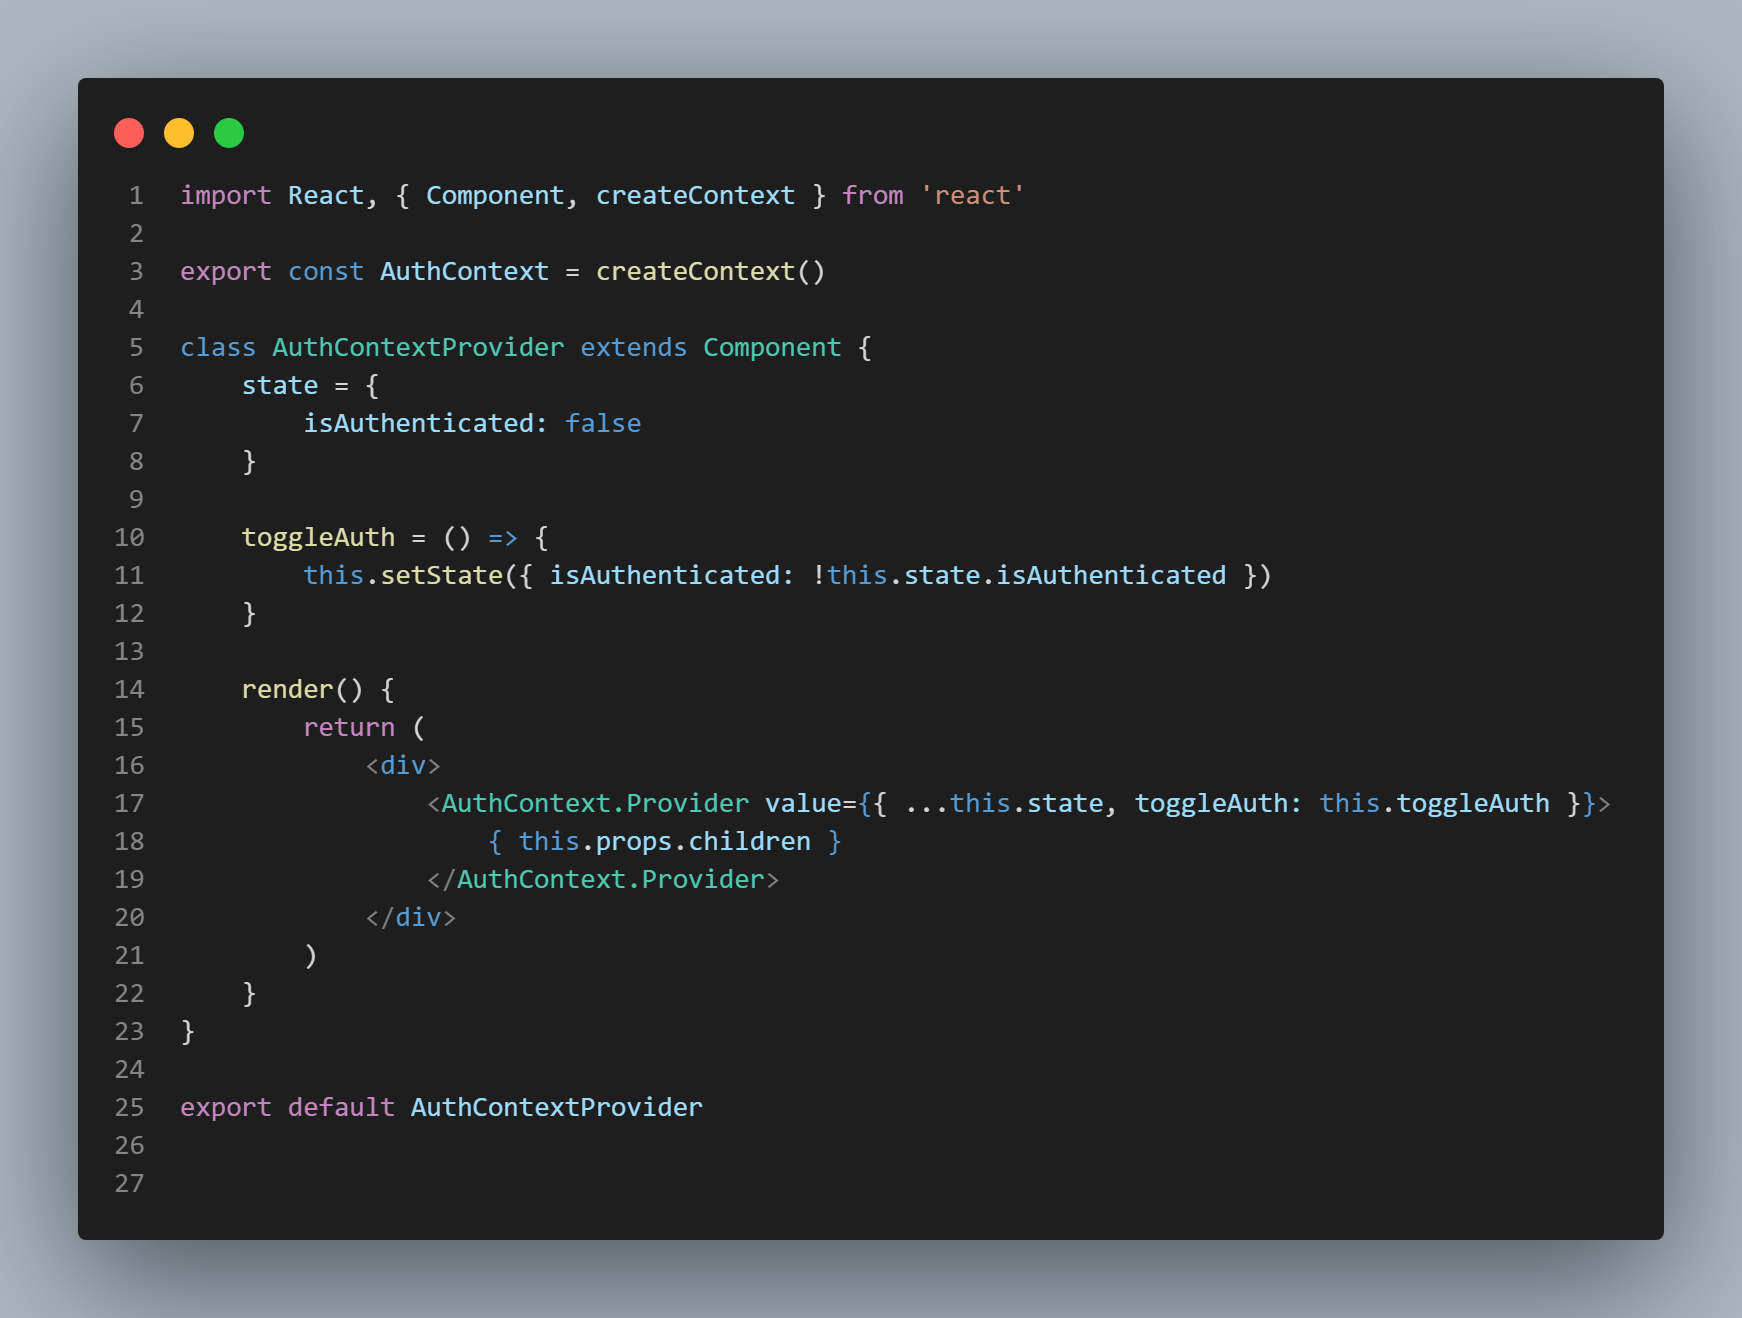 1 import React, { Component, createContext } from 'react'
2
3 export const AuthContext = createContext()
4
5 class AuthContextProvider extends Component {
6     state = {
7         isAuthenticated: false
8     }
9
10     toggleAuth = () => {
11         this.setState({ isAuthenticated: !this.state.isAuthenticated })
12     }
13
14     render() {
15         return (
16             <div>
17                 <AuthContext.Provider value={{ ...this.state, toggleAuth: this.toggleAuth }}>
18                     { this.props.children }
19                 </AuthContext.Provider>
20             </div>
21         )
22     }
23 }
24
25 export default AuthContextProvider
26
27